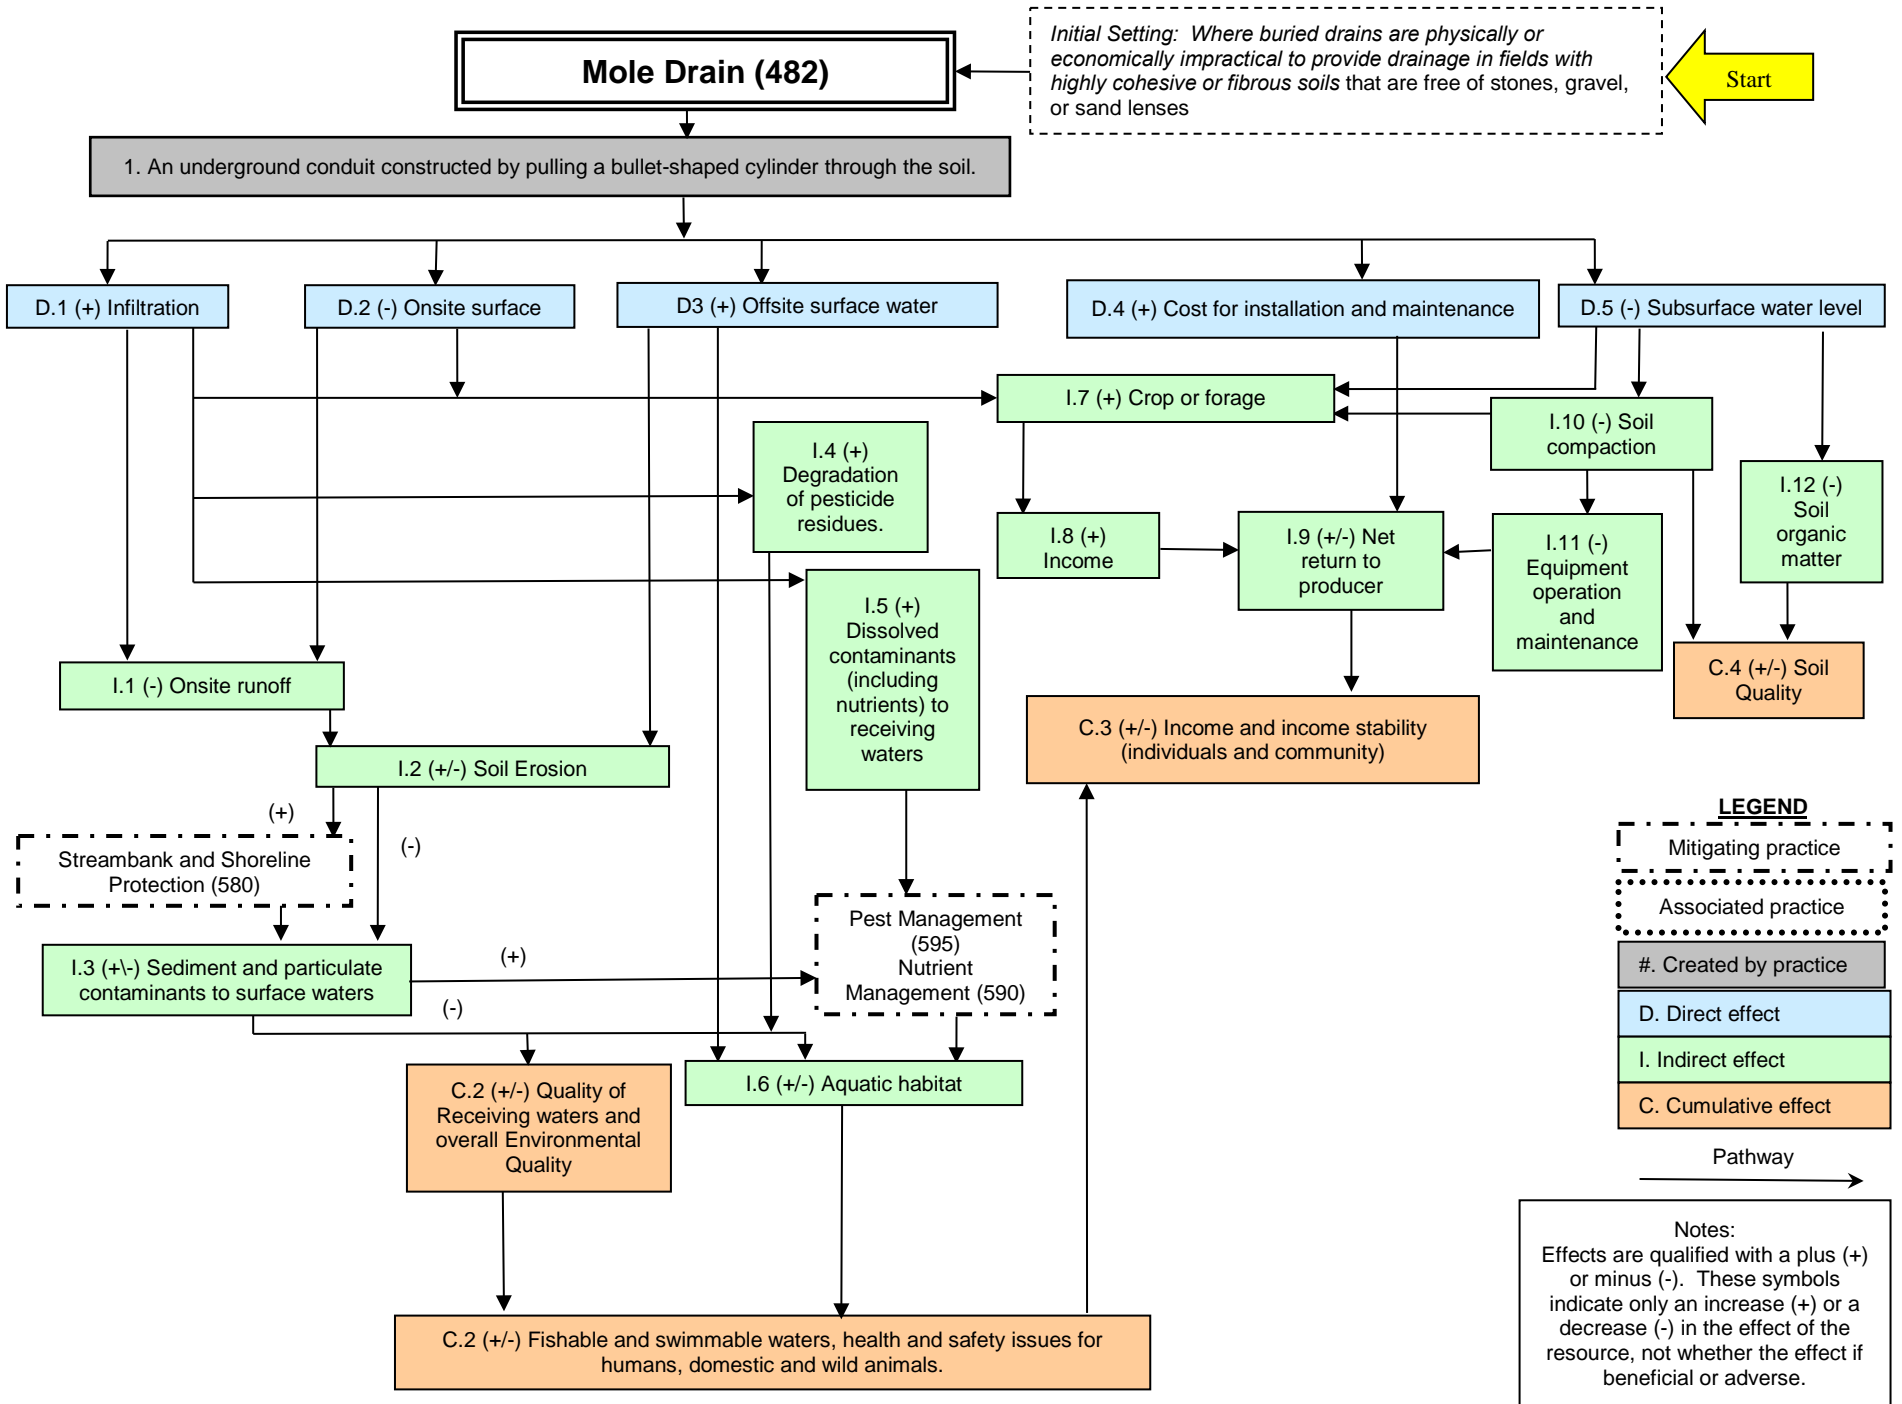 Mole Drain (482)
Initial Setting:  Where buried drains are physically or
economically impractical to provide drainage in fields with
highly cohesive or fibrous soils that are free of stones, gravel,
or sand lenses
Start
1. An underground conduit constructed by pulling a bullet-shaped cylinder through the soil.
D.1 (+) Infiltration
D.2 (-) Onsite surface
D3 (+) Offsite surface water
D.4 (+) Cost for installation and maintenance
D.5 (-) Subsurface water level
I.7 (+) Crop or forage
I.10 (-) Soil
compaction
I.4 (+)
Degradation
of pesticide
residues.
I.12 (-)
Soil
organic
matter
I.8 (+)
Income
I.9 (+/-) Net
return to
producer
I.11 (-)
Equipment
operation
and
maintenance
I.5 (+)
Dissolved
contaminants
(including
nutrients) to
receiving
waters
I.1 (-) Onsite runoff
C.4 (+/-) Soil
Quality
C.3 (+/-) Income and income stability
(individuals and community)
I.2 (+/-) Soil Erosion
(+)
(-)
Streambank and Shoreline
Protection (580)
Pest Management
(595)
Nutrient
Management (590)
I.3 (+\-) Sediment and particulate
contaminants to surface waters
(+)
(-)
C.2 (+/-) Quality of
Receiving waters and
overall Environmental
Quality
I.6 (+/-) Aquatic habitat
C.2 (+/-) Fishable and swimmable waters, health and safety issues for
humans, domestic and wild animals.
LEGEND
Mitigating practice
Associated practice
#. Created by practice
D. Direct effect
I. Indirect effect
C. Cumulative effect
Pathway
Notes:
Effects are qualified with a plus (+)
or minus (-).  These symbols
indicate only an increase (+) or a
decrease (-) in the effect of the
resource, not whether the effect if
beneficial or adverse.